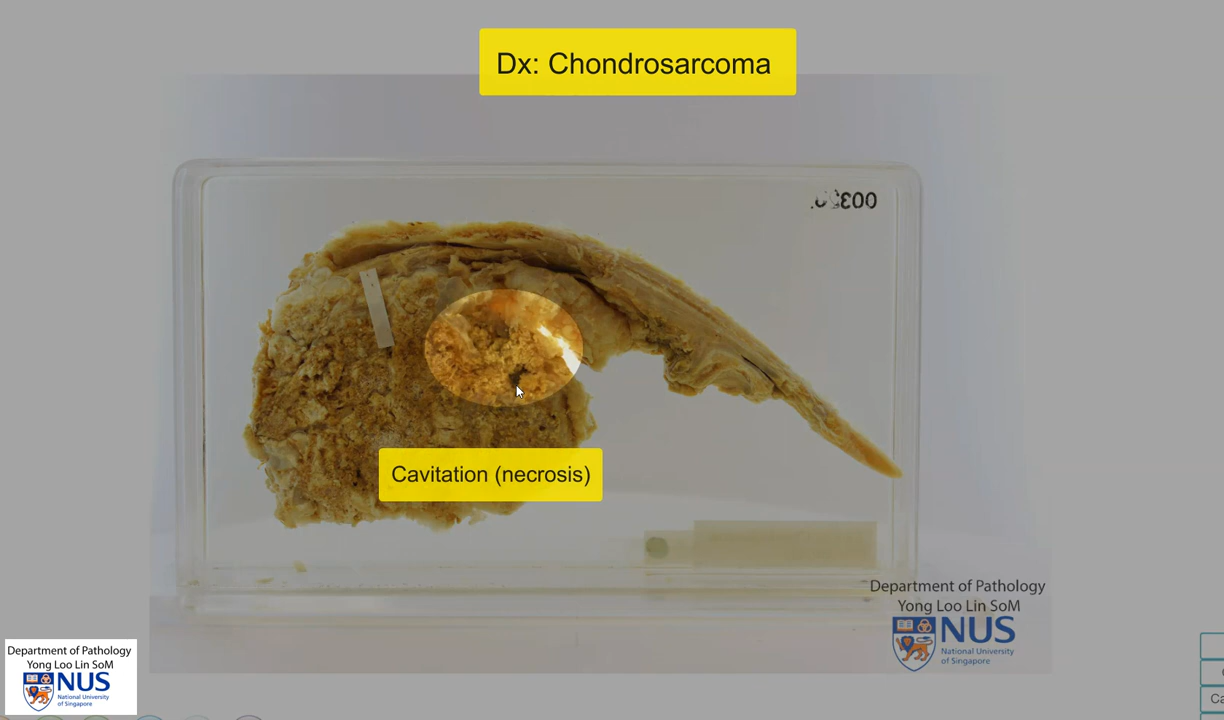 Dx: Chondrosarcoma
Cavitation (necrosis)
Department of Pathology
Yong Loo Lin SoM
NUS
National University
of Singapore
Department of Pathology
Yong Loo Lin SoM
NUS
National University
of Singapore